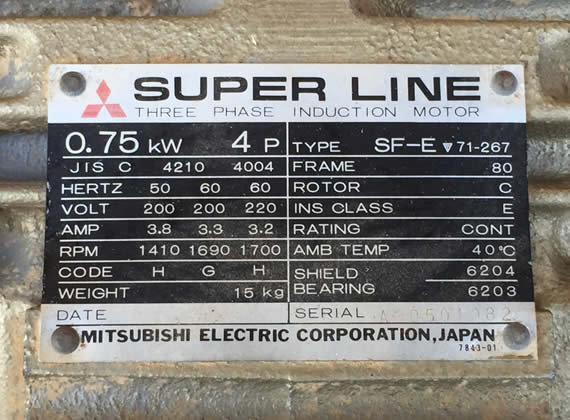 SUPER LINE
THREE PHASE INDUCTION MOTOR
0.75 kW 4 P
JIS C 4210 4004
HERTZ 50 60 60
VOLT 200 200 220
AMP 3.8 3.3 3.2
RPM 1410 1690 1700
CODE H G H
WEIGHT 15 kg
DATE
TYPE SF-E ▼71-267
FRAME 80
ROTOR C
INS CLASS E
RATING CONT
AMB TEMP 40°C
SHIELD 6204
BEARING 6203
SERIAL
MITSUBISHI ELECTRIC CORPORATION, JAPAN
7843-01